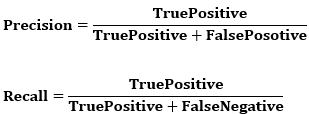 Precision = TruePositive / TruePositive + FalsePosotive
Recall = TruePositive / TruePositive + FalseNegative